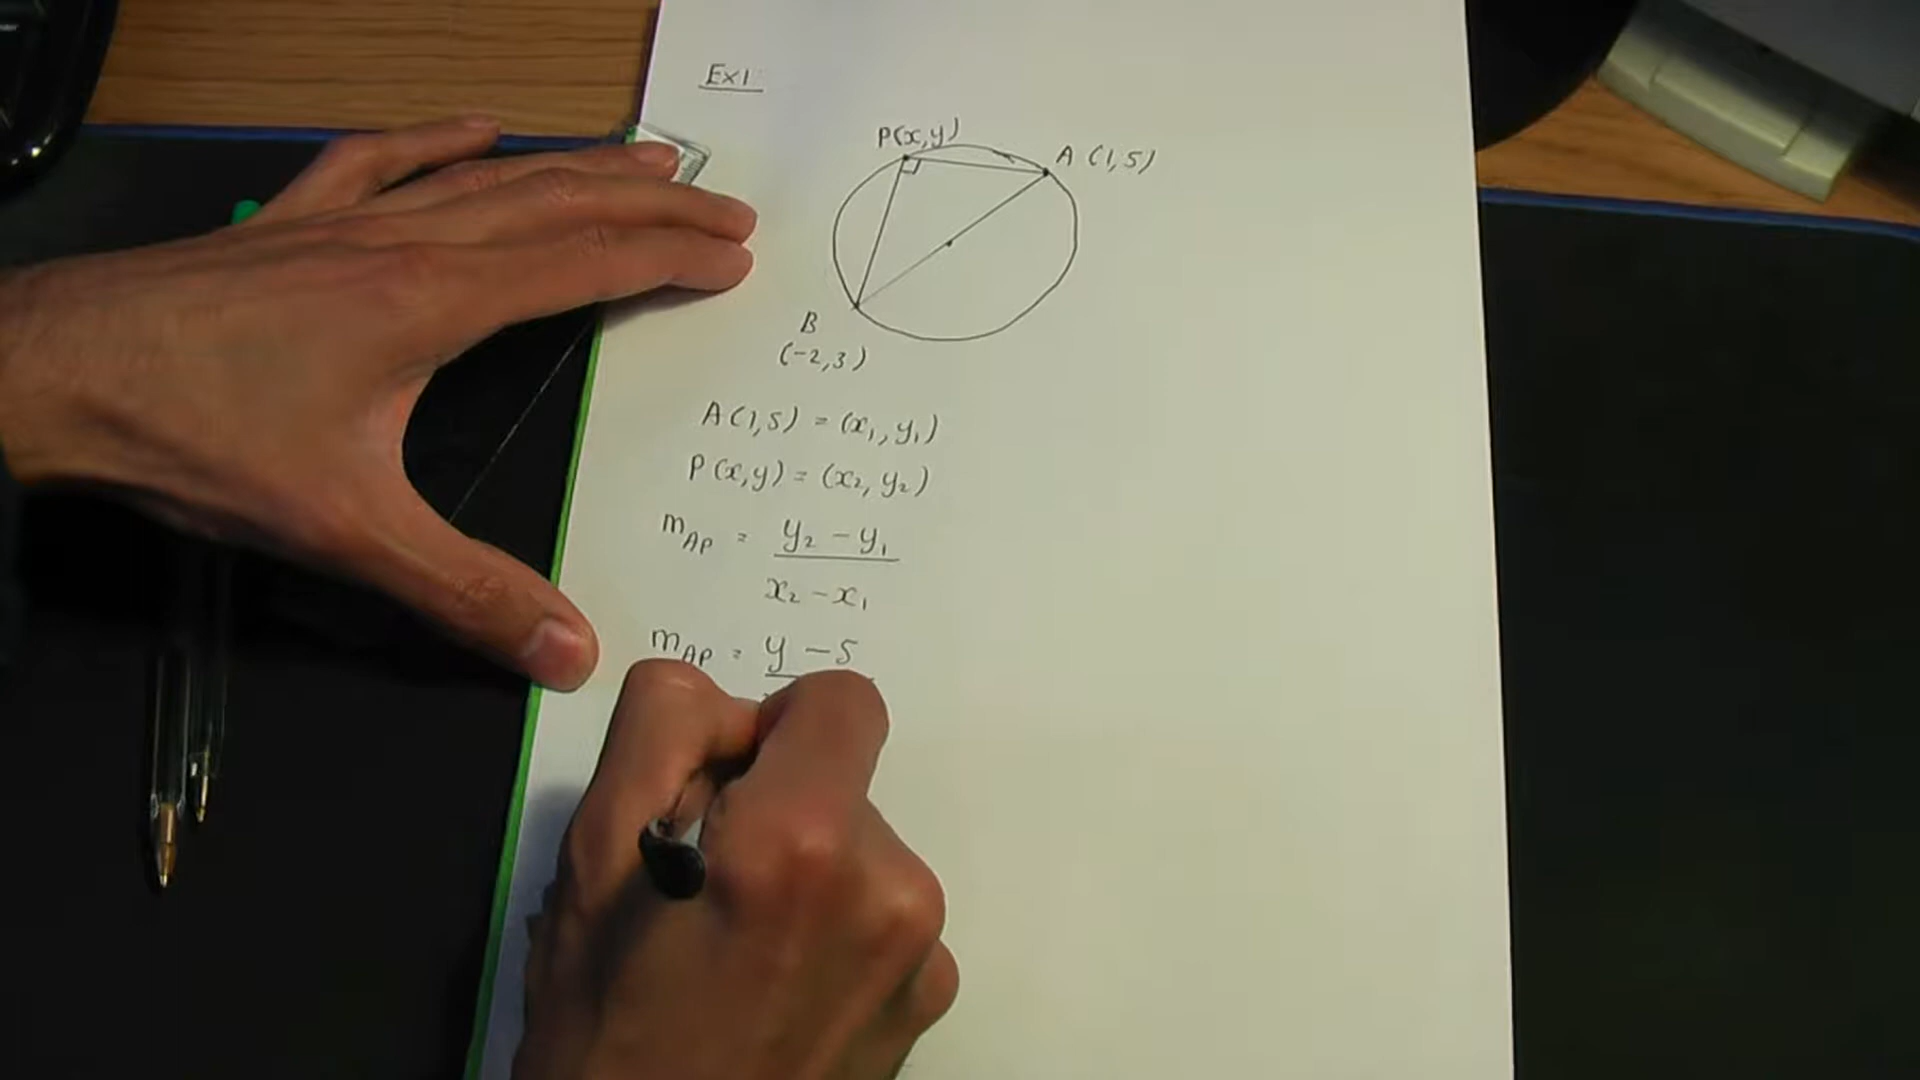 Ex1
P(x,y)
A (1,5)
B
(-2,3)
A(1,5) = (x₁, y₁)
P(x,y) = (x₂, y₂)
m_AP = y₂ - y₁
x₂ - x₁
m_AP = y - 5